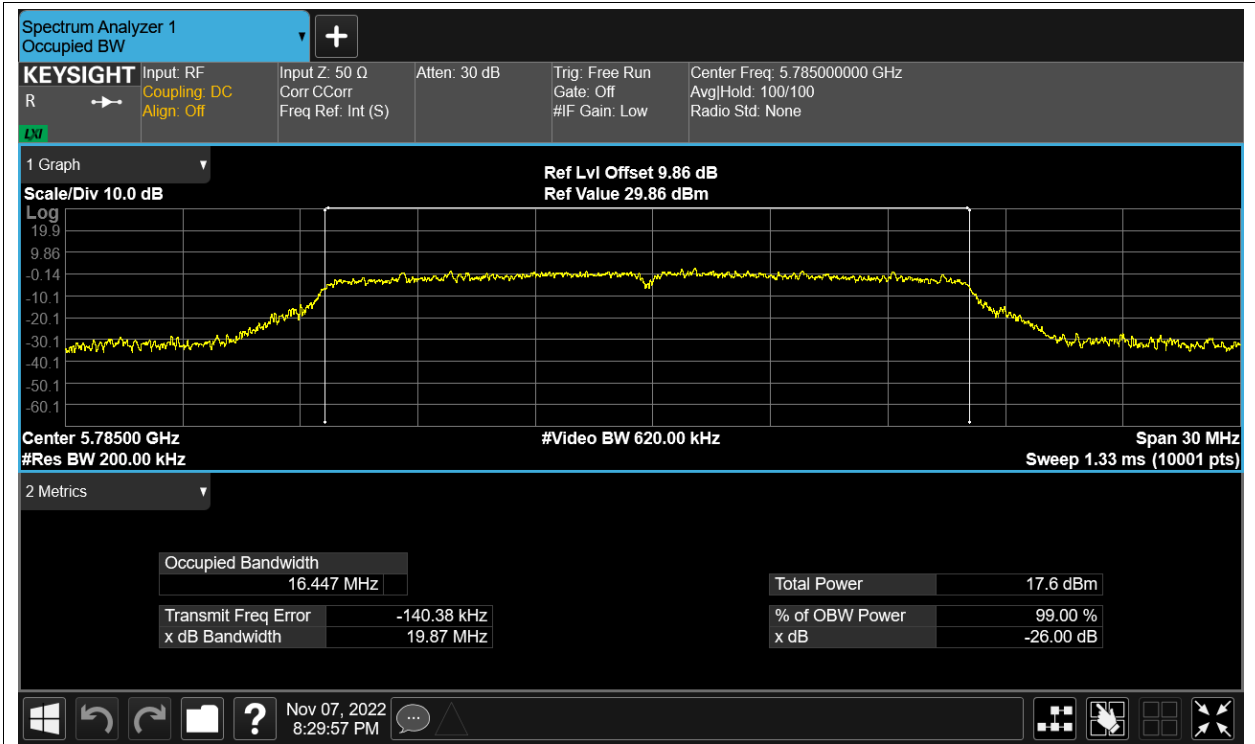 Spectrum Analyzer 1
Occupied BW
KEYSIGHT
R
LXI
Input: RF
Coupling: DC
Align: Off
Input Z: 50 Ω
Corr CCorr
Freq Ref: Int (S)
Atten: 30 dB
Trig: Free Run
Gate: Off
#IF Gain: Low
Center Freq: 5.785000000 GHz
Avg|Hold: 100/100
Radio Std: None
1 Graph
Ref Lvl Offset 9.86 dB
Scale/Div 10.0 dB
Ref Value 29.86 dBm
Log
19.9
9.86
-0.14
-10.1
-20.1
-30.1
-40.1
-50.1
-60.1
Center 5.78500 GHz
#Video BW 620.00 kHz
Span 30 MHz
#Res BW 200.00 kHz
Sweep 1.33 ms (10001 pts)
2 Metrics
Occupied Bandwidth
16.447 MHz
Total Power 17.6 dBm
Transmit Freq Error -140.38 kHz
% of OBW Power 99.00 %
x dB Bandwidth 19.87 MHz
x dB -26.00 dB
?
Nov 07, 2022
8:29:57 PM